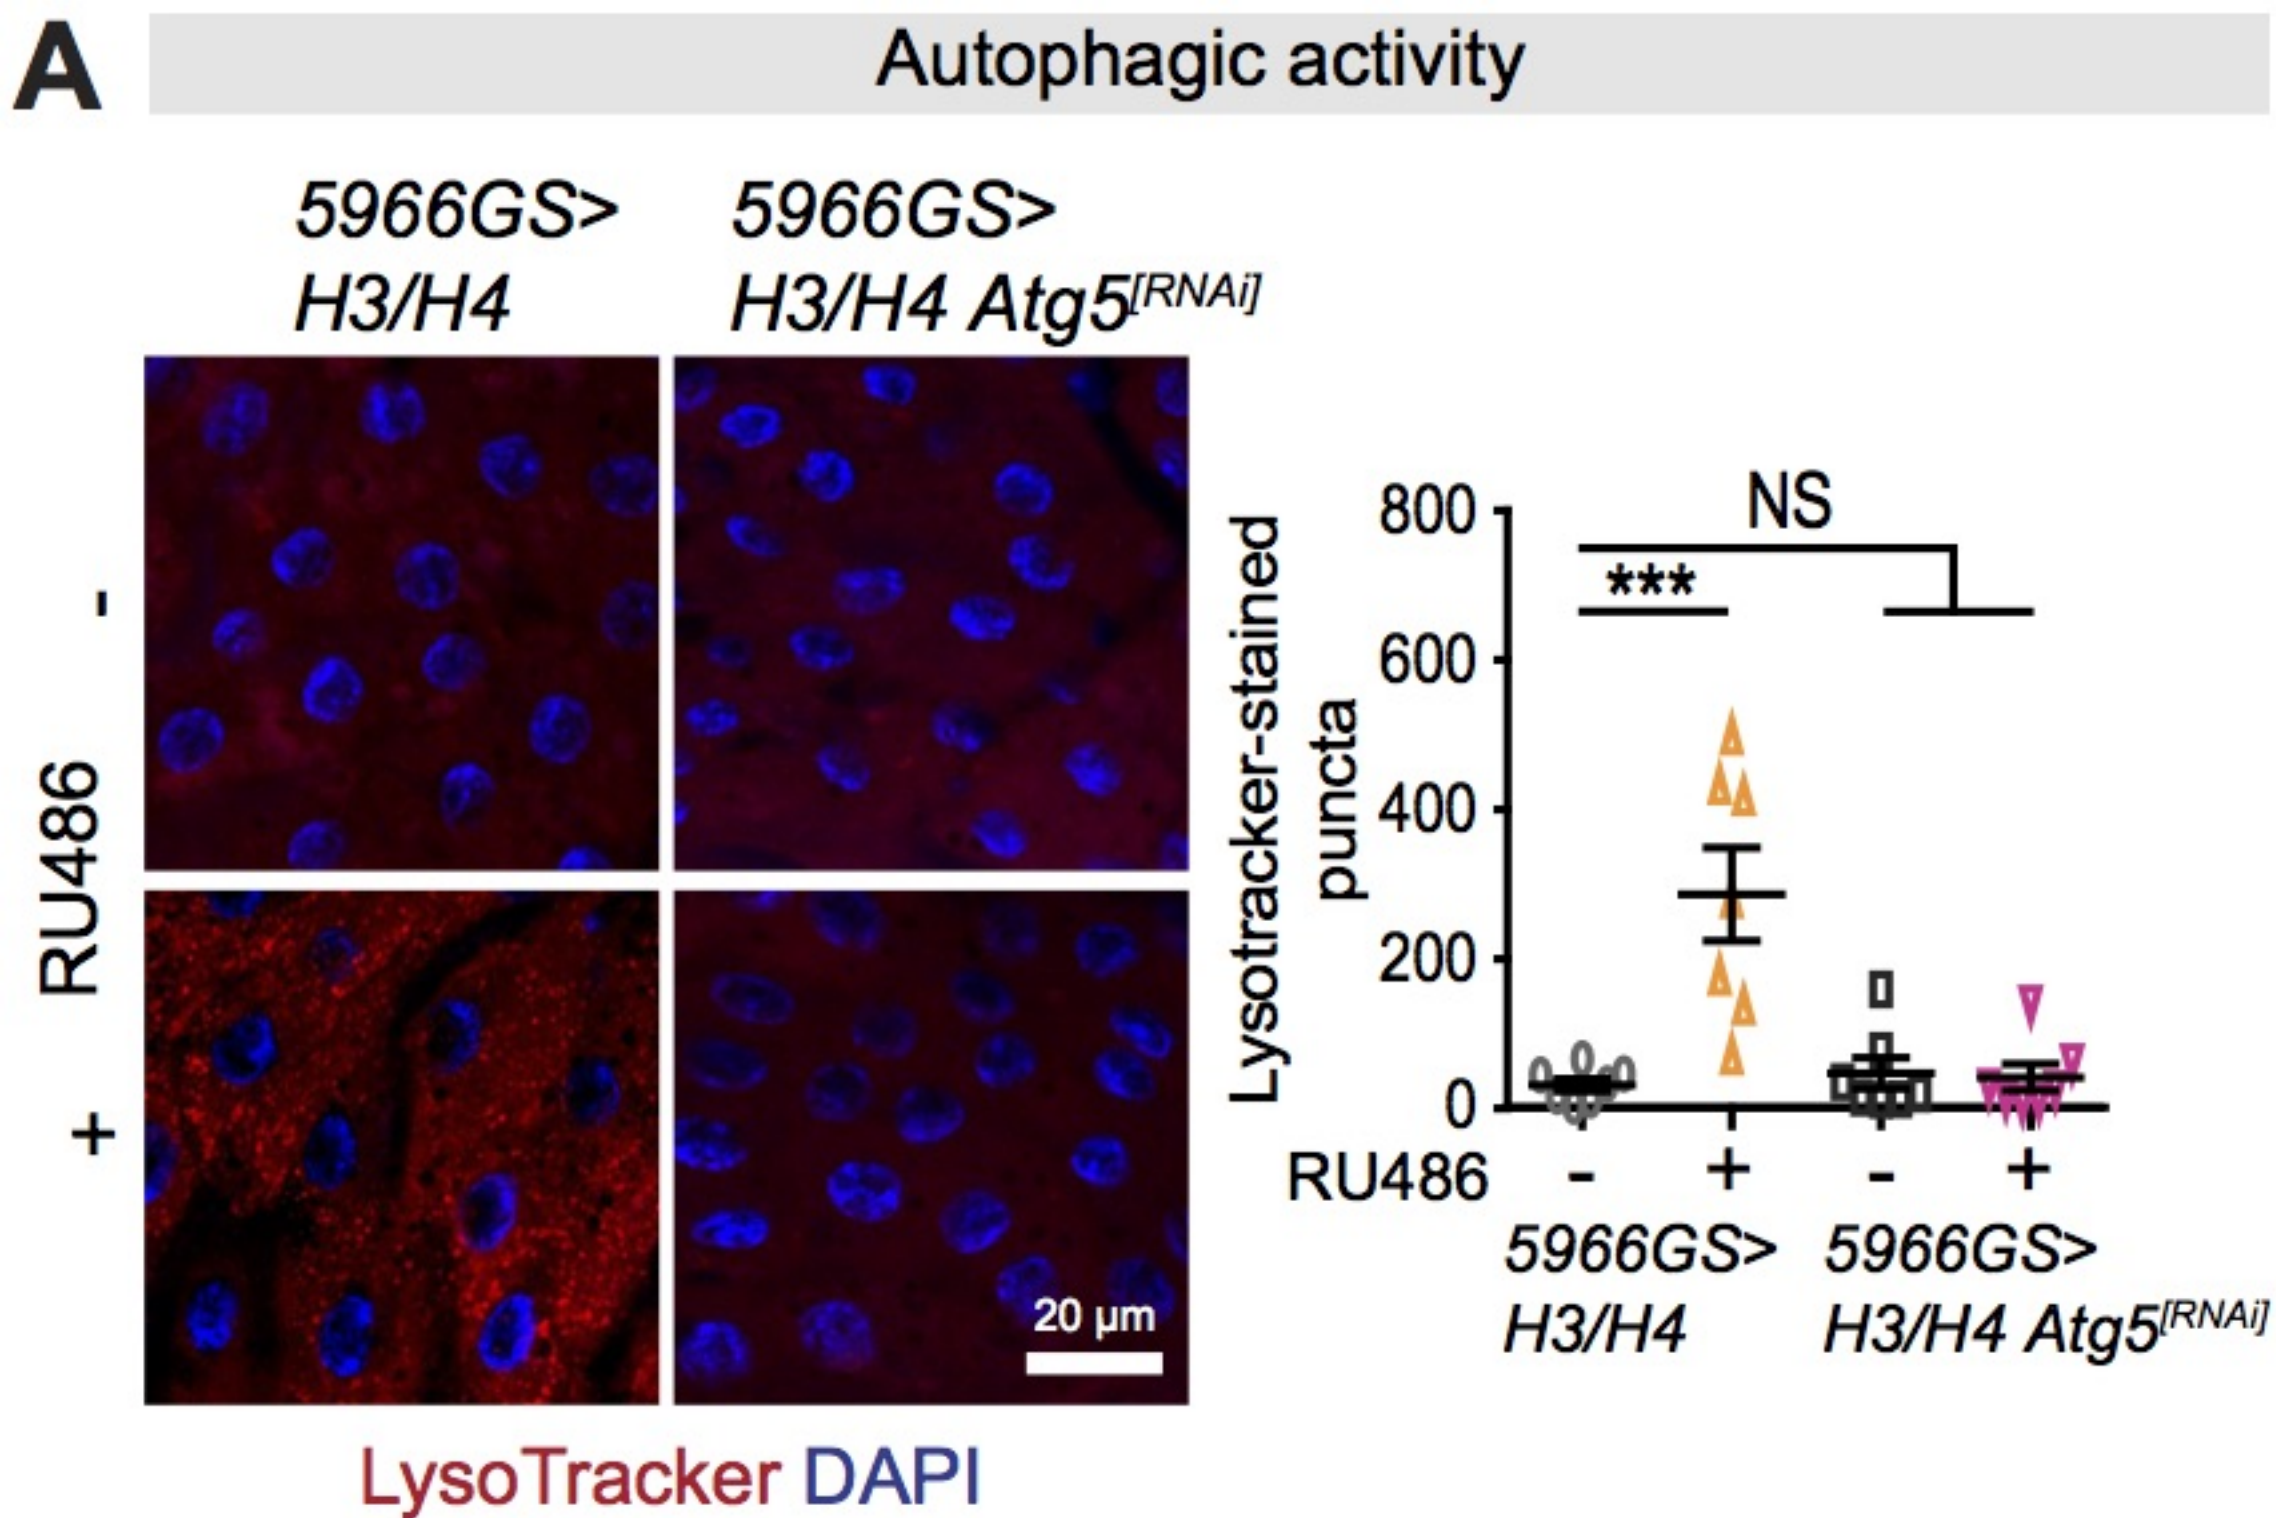 A
Autophagic activity
5966GS>
H3/H4
5966GS>
H3/H4 Atg5[RNAi]
-
RU486
+
20 µm
LysoTracker DAPI
Lysotracker-stained
puncta
800
600
400
200
0
NS
***
RU486 - + - +
5966GS>
H3/H4
5966GS>
H3/H4 Atg5[RNAi]